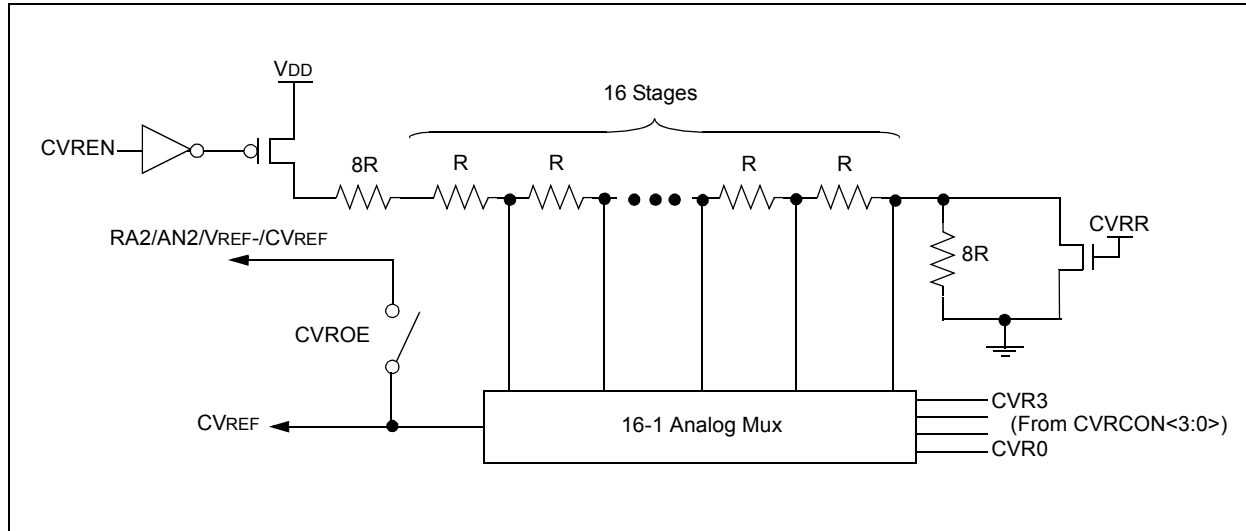 VDD
16 Stages
CVREN
8R
R
R
R
R
CVRR
RA2/AN2/VREF-/CVREF
8R
CVROE
CVR3
CVREF
16-1 Analog Mux
(From CVRCON<3:0>)
CVR0